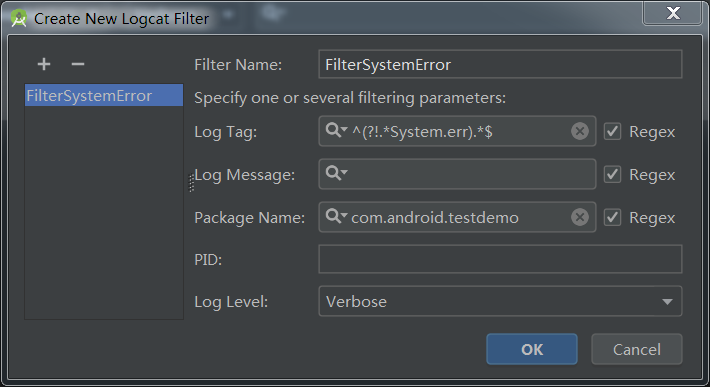 Create New Logcat Filter
Filter Name: FilterSystemError
FilterSystemError
Specify one or several filtering parameters:
Log Tag: ^(?!.*System.err).*$ Regex
Log Message: Regex
Package Name: com.android.testdemo Regex
PID:
Log Level: Verbose
OK Cancel